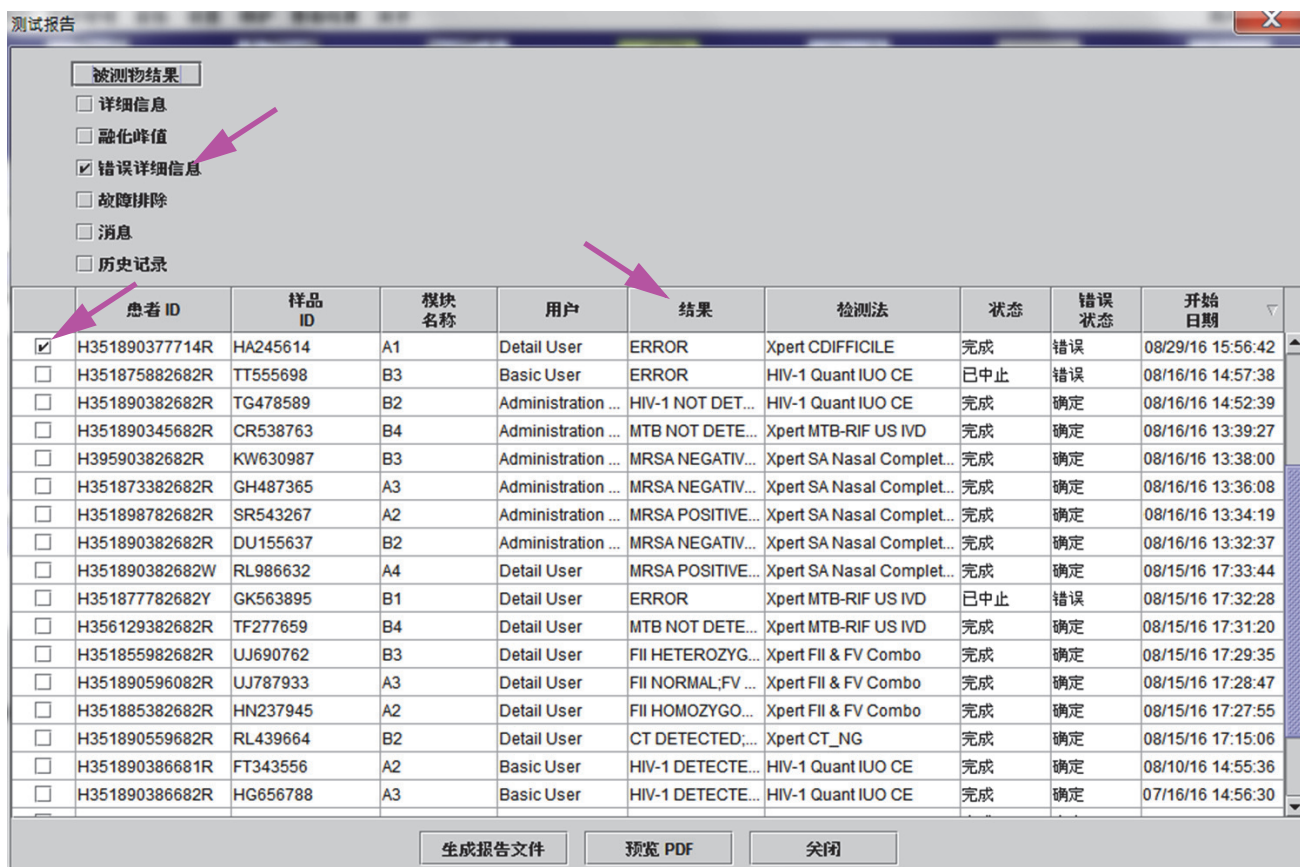 测试报告
X
被测物结果
详细信息
融化峰值
错误详细信息
故障排除
消息
历史记录
患者 ID 样品 ID 模块 名称 用户 结果 检测法 状态 错误 状态 开始 日期
H351890377714R HA245614 A1 Detail User ERROR Xpert CDIFFICILE 完成 错误 08/29/16 15:56:42
H351875882682R TT555698 B3 Basic User ERROR HIV-1 Quant IUO CE 已中止 错误 08/16/16 14:57:38
H351890382682R TG478589 B2 Administration ... HIV-1 NOT DET... HIV-1 Quant IUO CE 完成 确定 08/16/16 14:52:39
H351890345682R CR538763 B4 Administration ... MTB NOT DETE... Xpert MTB-RIF US IVD 完成 确定 08/16/16 13:39:27
H39590382682R KW630987 B3 Administration ... MRSA NEGATIV... Xpert SA Nasal Complet... 完成 确定 08/16/16 13:38:00
H351873382682R GH487365 A3 Administration ... MRSA NEGATIV... Xpert SA Nasal Complet... 完成 确定 08/16/16 13:36:08
H351898782682R SR543267 A2 Administration ... MRSA POSITIVE... Xpert SA Nasal Complet... 完成 确定 08/16/16 13:34:19
H351890382682R DU155637 B2 Administration ... MRSA NEGATIV... Xpert SA Nasal Complet... 完成 确定 08/16/16 13:32:37
H351890382682W RL986632 A4 Detail User MRSA POSITIVE... Xpert SA Nasal Complet... 完成 确定 08/15/16 17:33:44
H351877782682Y GK563895 B1 Detail User ERROR Xpert MTB-RIF US IVD 已中止 错误 08/15/16 17:32:28
H356129382682R TF277659 B4 Detail User MTB NOT DETE... Xpert MTB-RIF US IVD 完成 确定 08/15/16 17:31:20
H351855982682R UJ690762 B3 Detail User FII HETEROZYG... Xpert FII & FV Combo 完成 确定 08/15/16 17:29:35
H351890596082R UJ787933 A3 Detail User FII NORMAL;FV ... Xpert FII & FV Combo 完成 确定 08/15/16 17:28:47
H351885382682R HN237945 A2 Detail User FII HOMOZYGO... Xpert FII & FV Combo 完成 确定 08/15/16 17:27:55
H351890559682R RL439664 B2 Detail User CT DETECTED;... Xpert CT_NG 完成 确定 08/15/16 17:15:06
H351890386681R FT343556 A2 Basic User HIV-1 DETECTE... HIV-1 Quant IUO CE 完成 确定 08/10/16 14:55:36
H351890386682R HG656788 A3 Basic User HIV-1 DETECTE... HIV-1 Quant IUO CE 完成 确定 07/16/16 14:56:30
生成报告文件 预览 PDF 关闭